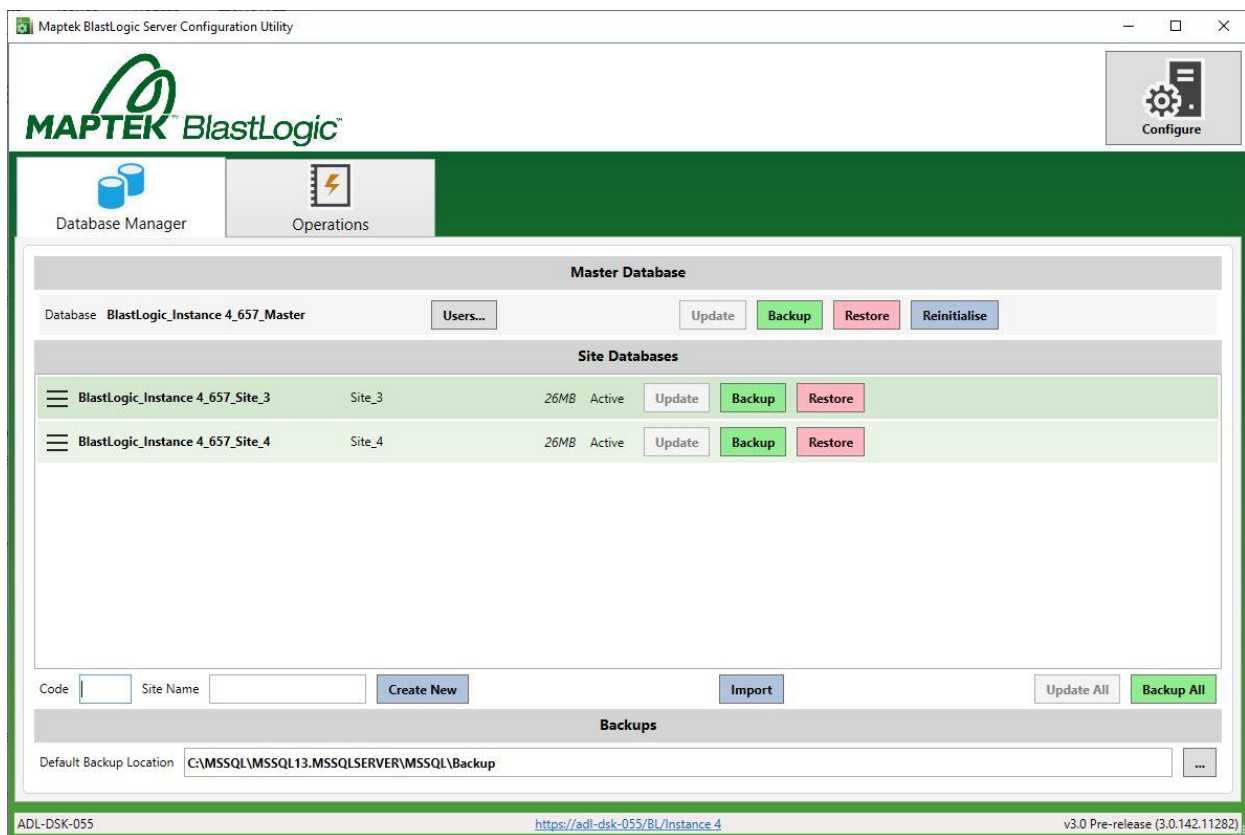 Maptek BlastLogic Server Configuration Utility
MAPTEK™ BlastLogic™
Configure
Database Manager
Operations
Master Database
Database BlastLogic_Instance 4_657_Master Users... Update Backup Restore Reinitialise
Site Databases
BlastLogic_Instance 4_657_Site_3 Site_3 26MB Active Update Backup Restore
BlastLogic_Instance 4_657_Site_4 Site_4 26MB Active Update Backup Restore
Code Site Name Create New Import Update All Backup All
Backups
Default Backup Location C:\MSSQL\MSSQL13.MSSQLSERVER\MSSQL\Backup ...
ADL-DSK-055 https://adl-dsk-055/BL/Instance 4 v3.0 Pre-release (3.0.142.11282)